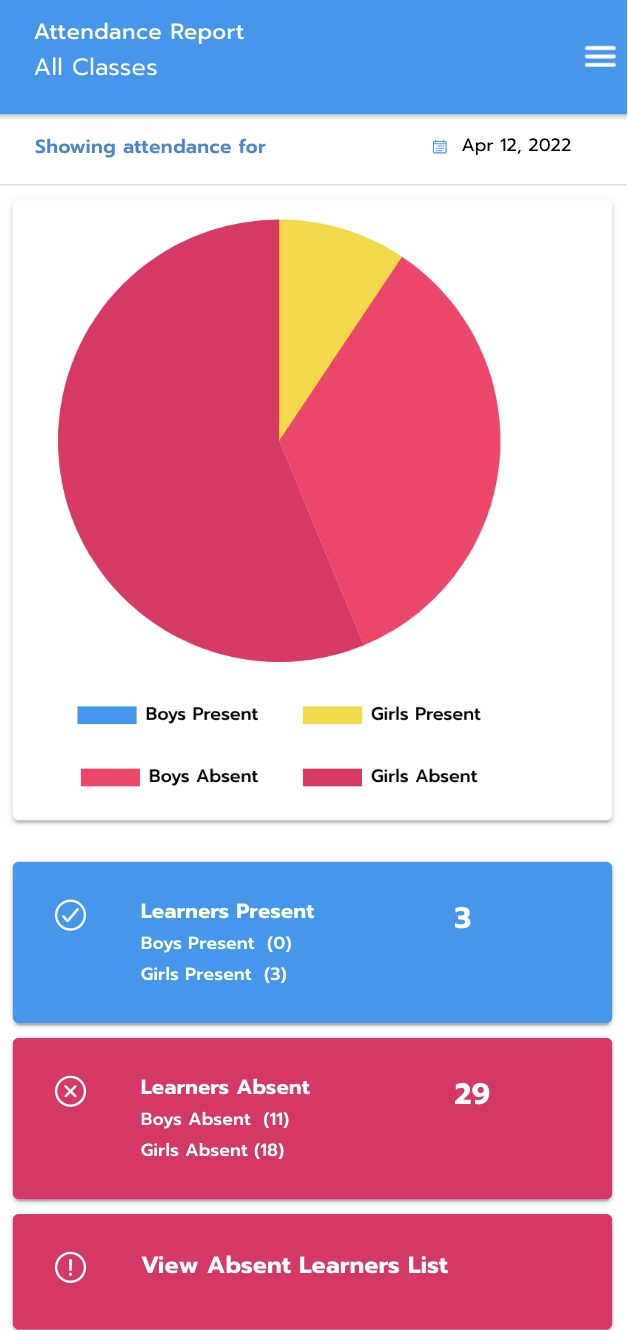 Attendance Report
All Classes
Showing attendance for
Apr 12, 2022
Boys Present
Girls Present
Boys Absent
Girls Absent
Learners Present
3
Boys Present (0)
Girls Present (3)
Learners Absent
29
Boys Absent (11)
Girls Absent (18)
View Absent Learners List